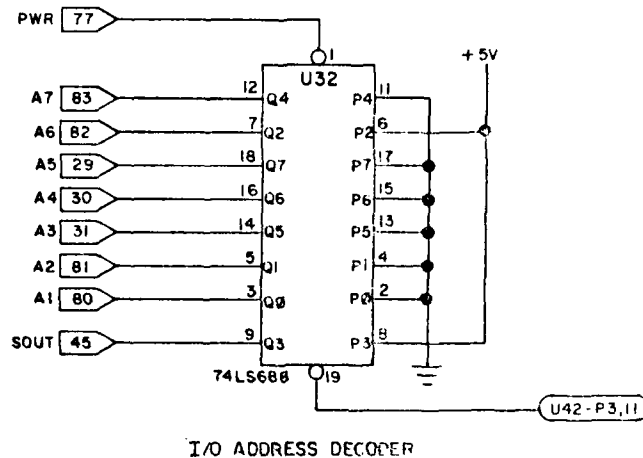 PWR 77
1
U32
+5V
A7 83 12 Q4 P4 11
A6 82 7 Q2 P2 6
A5 29 18 Q7 P7 17
A4 30 16 Q6 P6 15
A3 31 14 Q5 P5 13
A2 81 5 Q1 P1 4
A1 80 3 Q0 P0 2
SOUT 45 9 Q3 P3 8
74LS688 19
U42-P3,11
I/O ADDRESS DECODER